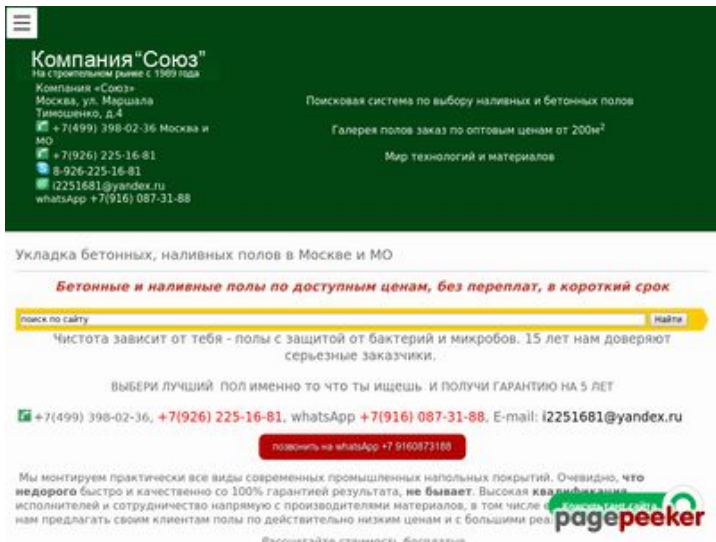 Компания“Союз”
На строительном рынке с 1989 года
Компания «Союз»
Москва, ул. Маршала
Тимошенко, д.4
+7(499) 398-02-36 Москва и
МО
+7(926) 225-16-81
8-926-225-16-81
i2251681@yandex.ru
whatsApp +7(916) 087-31-88
Поисковая система по выбору наливных и бетонных полов
Галерея полов заказ по оптовым ценам от 200м²
Мир технологий и материалов
Укладка бетонных, наливных полов в Москве и МО
Бетонные и наливные полы по доступным ценам, без переплат, в короткий срок
поиск по сайту
Найти
Чистота зависит от тебя - полы с защитой от бактерий и микробов. 15 лет нам доверяют
серьезные заказчики.
ВЫБЕРИ ЛУЧШИЙ ПОЛ именно то что ты ищешь И ПОЛУЧИ ГАРАНТИЮ НА 5 ЛЕТ
+7(499) 398-02-36, +7(926) 225-16-81, whatsApp +7(916) 087-31-88, E-mail: i2251681@yandex.ru
позвонить на whatsApp +7 9160873188
Мы монтируем практически все виды современных промышленных напольных покрытий. Очевидно, что
недорого быстро и качественно со 100% гарантией результата, не бывает. Высокая квалификация
исполнителей и сотрудничество напрямую с производителями материалов, в том числе
Консультант сайта
нам предлагать своим клиентам полы по действительно низким ценам и с большими
pagepeeker
Рассчитайте стоимость бесплатно